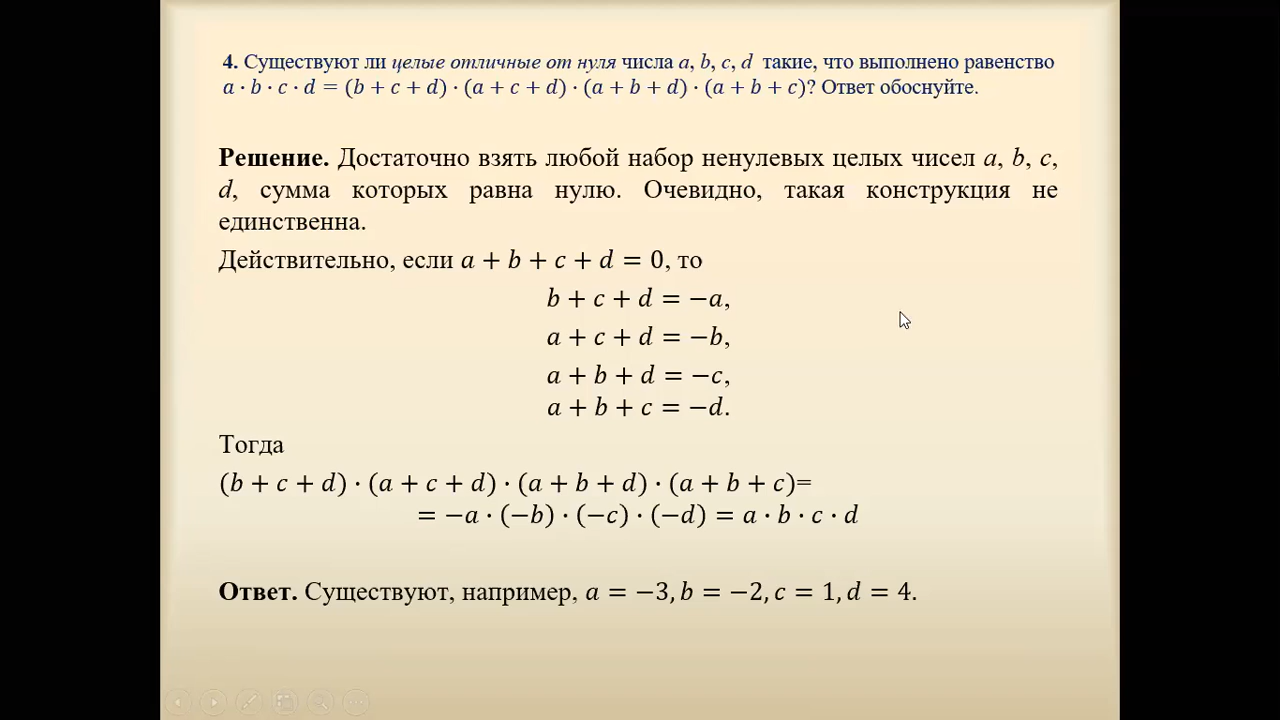 4. Существуют ли целые отличные от нуля числа a, b, c, d такие, что выполнено равенство
a · b · c · d = (b + c + d) · (a + c + d) · (a + b + d) · (a + b + c)? Ответ обоснуйте.
Решение. Достаточно взять любой набор ненулевых целых чисел a, b, c,
d, сумма которых равна нулю. Очевидно, такая конструкция не
единственна.
Действительно, если a + b + c + d = 0, то
b + c + d = −a,
a + c + d = −b,
a + b + d = −c,
a + b + c = −d.
Тогда
(b + c + d) · (a + c + d) · (a + b + d) · (a + b + c)=
= −a · (−b) · (−c) · (−d) = a · b · c · d
Ответ. Существуют, например, a = −3, b = −2, c = 1, d = 4.